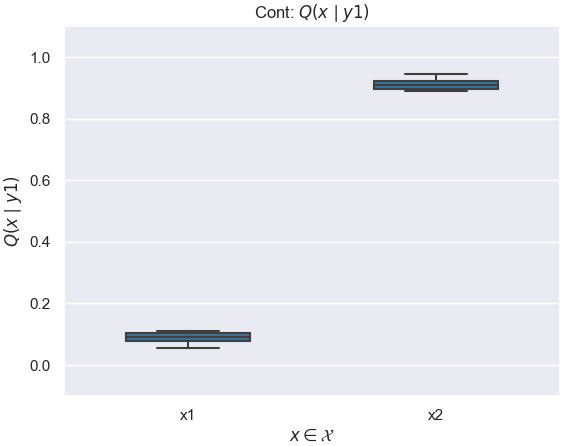 Cont: Q(x | y1)
1.0
0.8
0.6
0.4
0.2
0.0
Q(x | y1)
x1 x2
x ∈ 𝒳